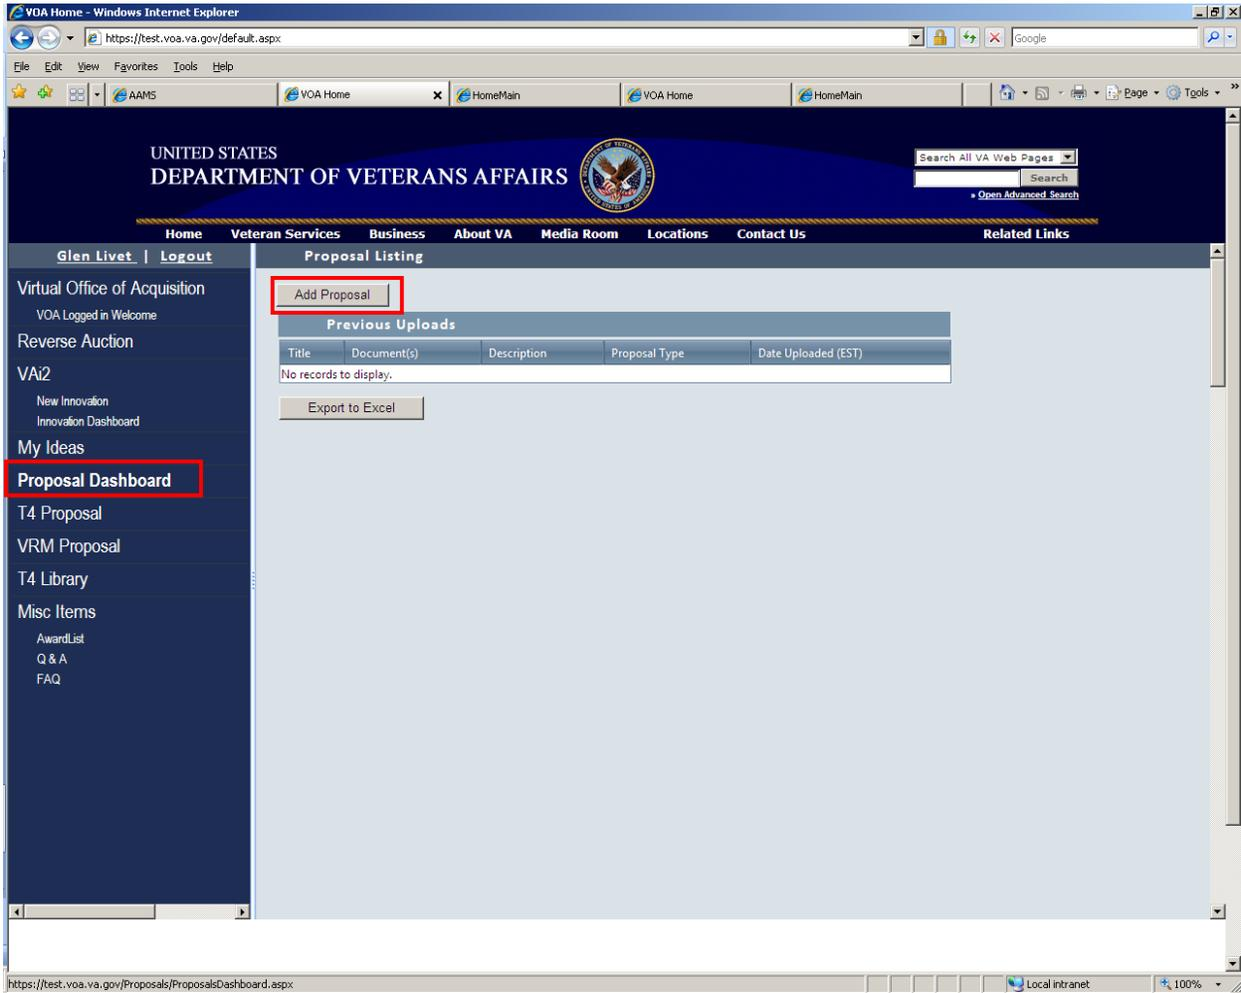 VOA Home - Windows Internet Explorer
https://test.voa.va.gov/default.aspx
Google
File Edit View Favorites Tools Help
AAMS VOA Home HomeMain VOA Home HomeMain Page Tools
UNITED STATES
DEPARTMENT OF VETERANS AFFAIRS
Search All VA Web Pages
Search
» Open Advanced Search
Home Veteran Services Business About VA Media Room Locations Contact Us Related Links
Glen Livet | Logout
Proposal Listing
Virtual Office of Acquisition
VOA Logged in Welcome
Reverse Auction
VAi2
New Innovation
Innovation Dashboard
My Ideas
Proposal Dashboard
T4 Proposal
VRM Proposal
T4 Library
Misc Items
AwardList
Q & A
FAQ
Add Proposal
Previous Uploads
Title Document(s) Description Proposal Type Date Uploaded (EST)
No records to display.
Export to Excel
https://test.voa.va.gov/Proposals/ProposalsDashboard.aspx
Local intranet
100%